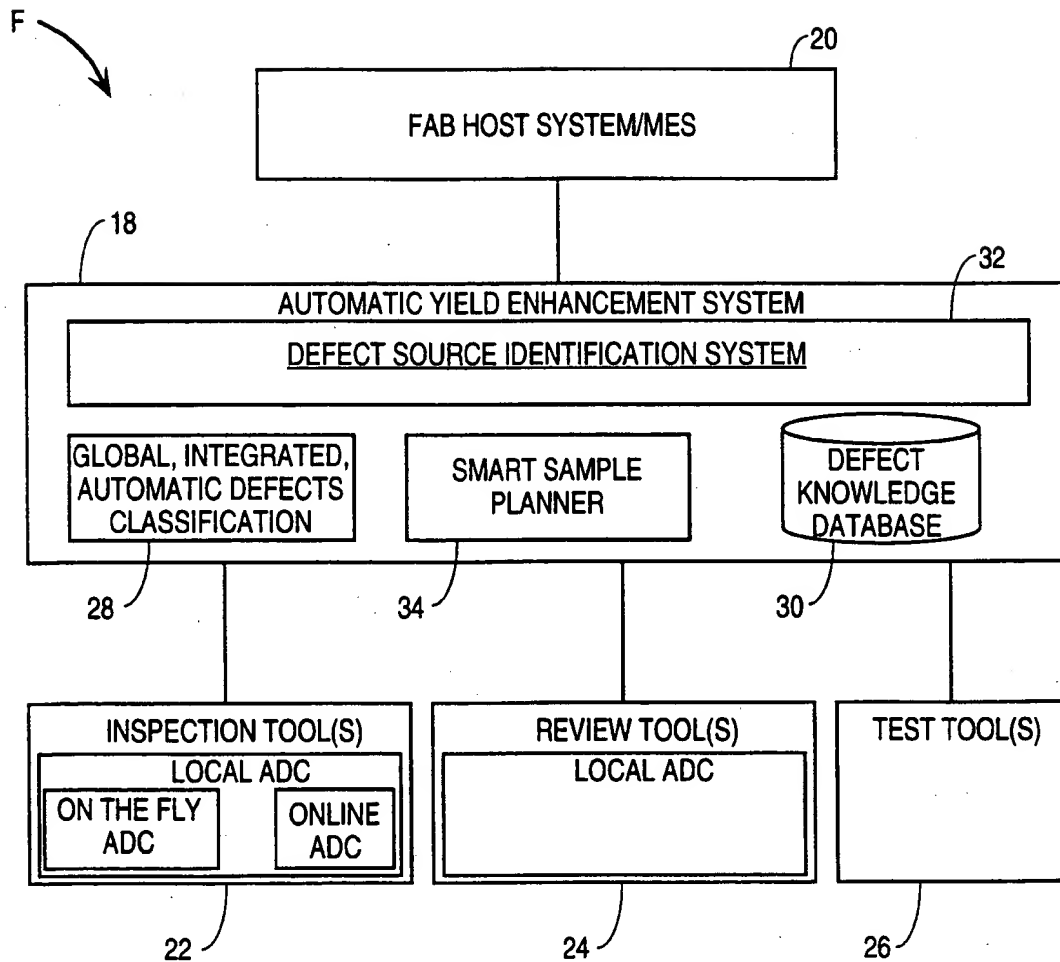 F
20
FAB HOST SYSTEM/MES
18
32
AUTOMATIC YIELD ENHANCEMENT SYSTEM
DEFECT SOURCE IDENTIFICATION SYSTEM
GLOBAL, INTEGRATED,
AUTOMATIC DEFECTS
CLASSIFICATION
SMART SAMPLE
PLANNER
DEFECT
KNOWLEDGE
DATABASE
28
34
30
INSPECTION TOOL(S)
LOCAL ADC
ON THE FLY
ADC
ONLINE
ADC
REVIEW TOOL(S)
LOCAL ADC
TEST TOOL(S)
22
24
26